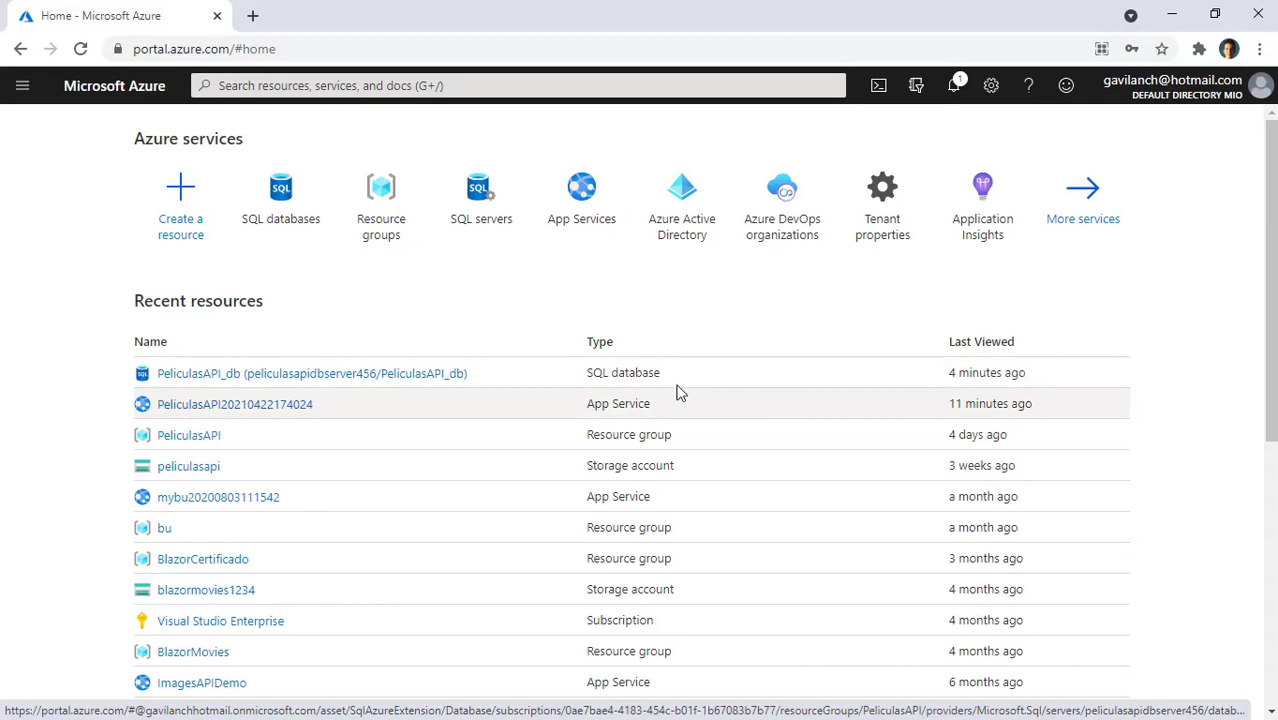 Home - Microsoft Azure
portal.azure.com/#home
Microsoft Azure
Search resources, services, and docs (G+/)
1
gavilanch@hotmail.com
DEFAULT DIRECTORY MIO
Azure services
Create a resource
SQL databases
Resource groups
SQL servers
App Services
Azure Active Directory
Azure DevOps organizations
Tenant properties
Application Insights
More services
Recent resources
Name Type Last Viewed
PeliculasAPI_db (peliculasapidbserver456/PeliculasAPI_db) SQL database 4 minutes ago
PeliculasAPI20210422174024 App Service 11 minutes ago
PeliculasAPI Resource group 4 days ago
peliculasapi Storage account 3 weeks ago
mybu20200803111542 App Service a month ago
bu Resource group a month ago
BlazorCertificado Resource group 3 months ago
blazormovies1234 Storage account 4 months ago
Visual Studio Enterprise Subscription 4 months ago
BlazorMovies Resource group 4 months ago
ImagesAPIDemo App Service 6 months ago
https://portal.azure.com/#@gavilanchhotmail.onmicrosoft.com/asset/SqlAzureExtension/Database/subscriptions/0ae7bae4-4183-454c-b01f-1b67083b7b77/resourceGroups/PeliculasAPI/providers/Microsoft.Sql/servers/peliculasapidbserver456/datab...